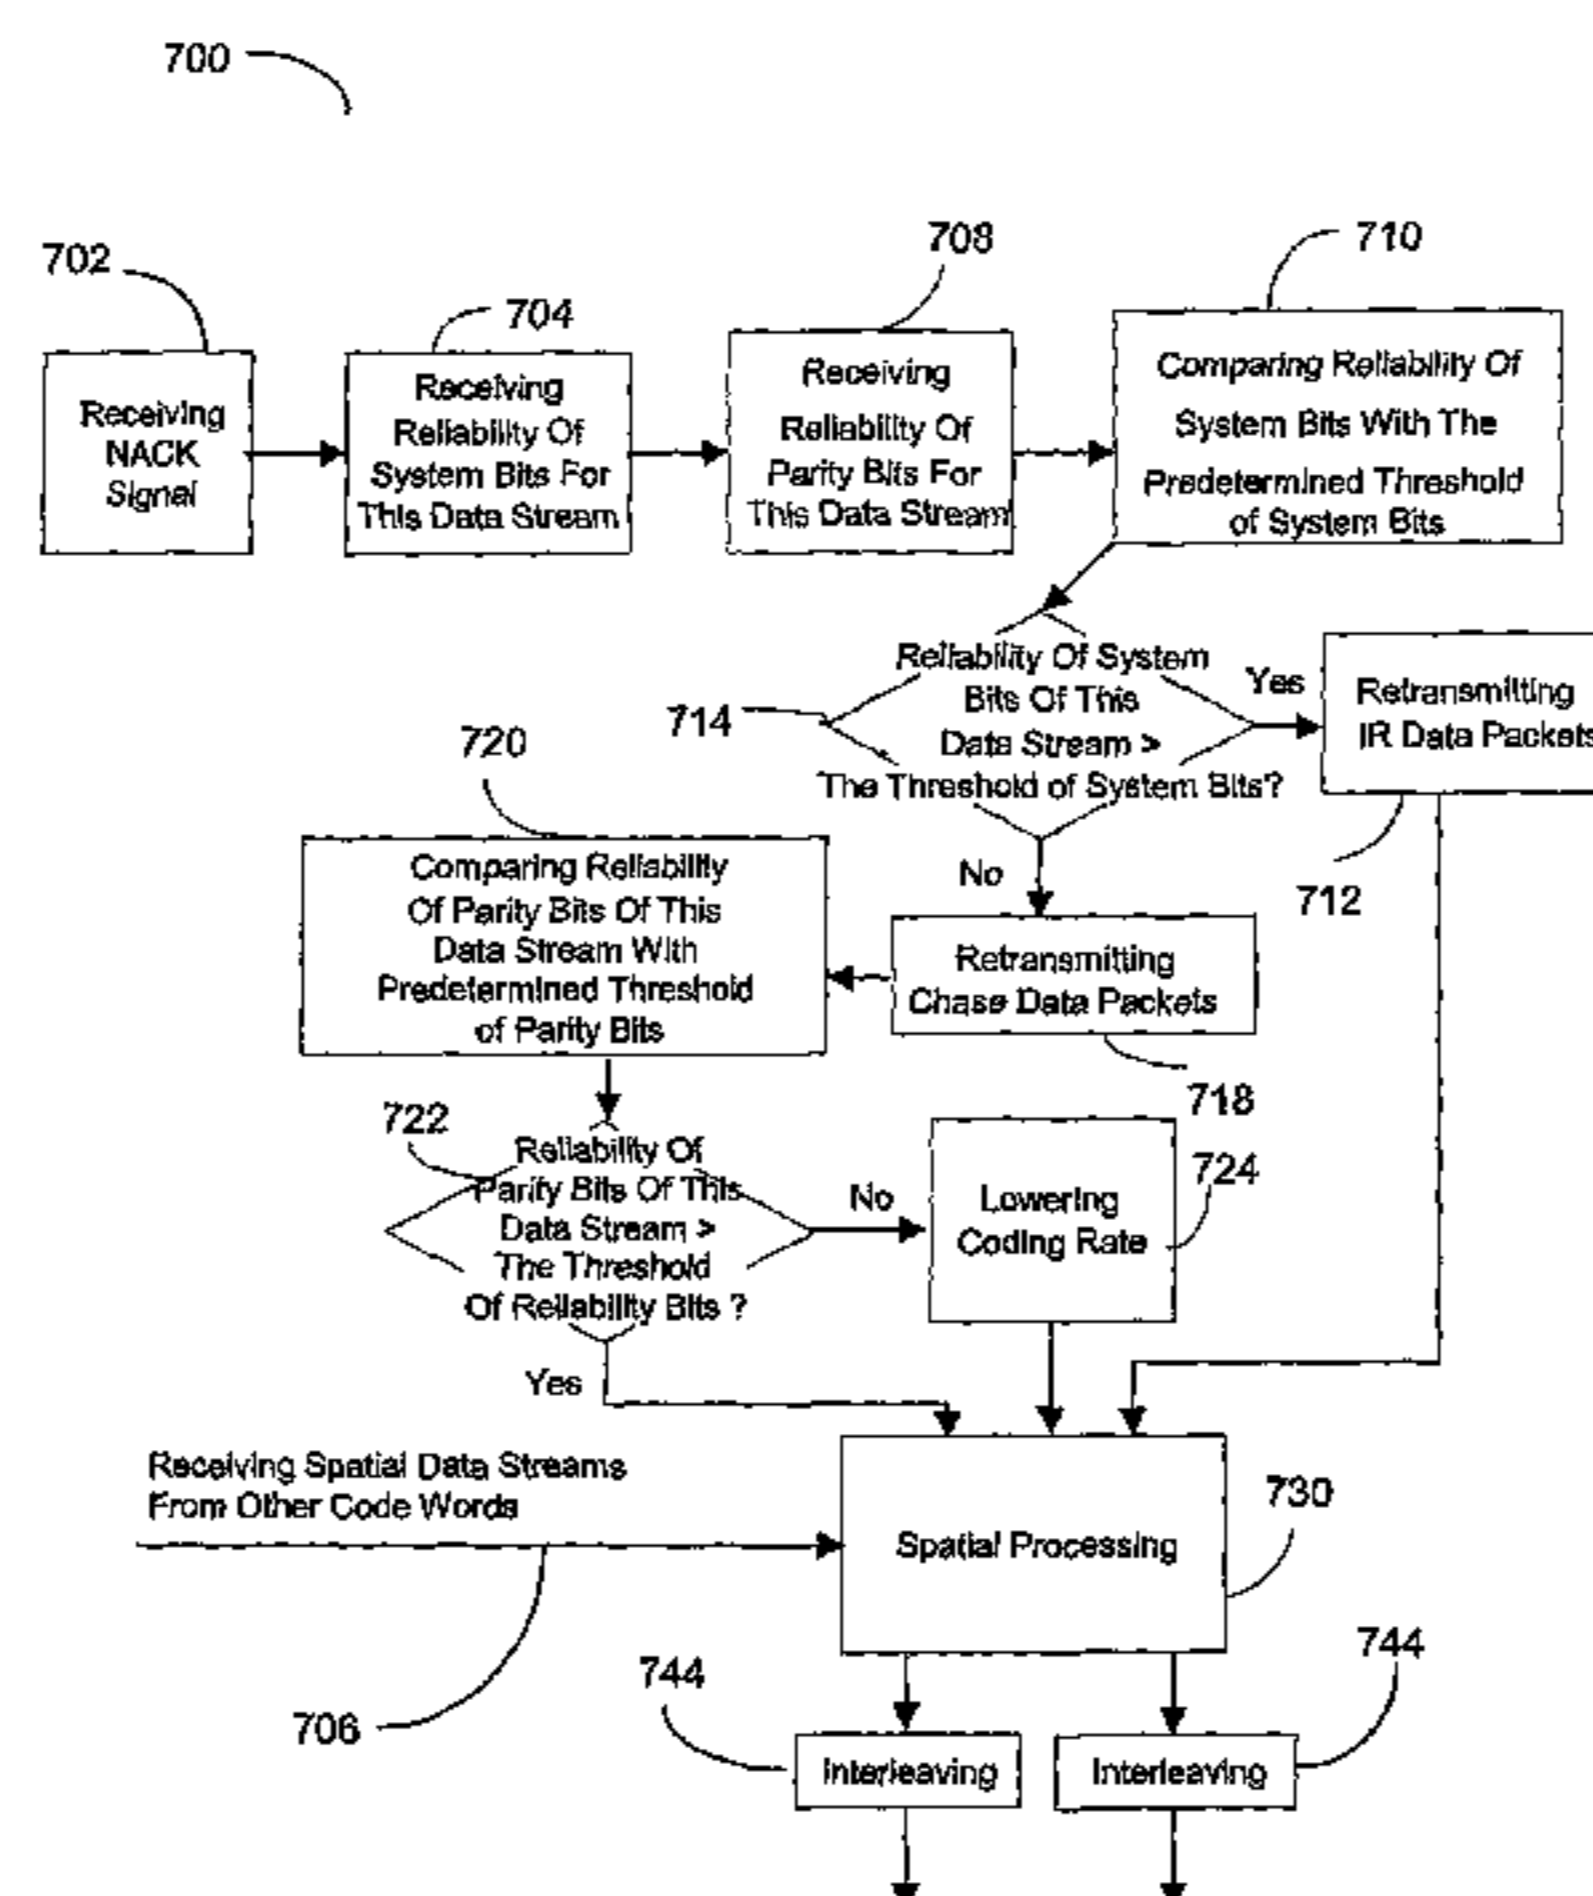 700
702
704
708
710
Receiving
NACK
Signal
Receiving
Reliability Of
System Bits For
This Data Stream
Receiving
Reliability Of
Parity Bits For
This Data Stream
Comparing Reliability Of
System Bits With The
Predetermined Threshold
of System Bits
714
Reliability Of System
Bits Of This
Data Stream >
The Threshold of System Bits?
Yes
Retransmitting
IR Data Packets
712
No
720
Comparing Reliability
Of Parity Bits Of This
Data Stream With
Predetermined Threshold
of Parity Bits
Retransmitting
Chase Data Packets
718
722
Reliability Of
Parity Bits Of This
Data Stream >
The Threshold
Of Reliability Bits ?
No
Lowering
Coding Rate
724
Yes
Receiving Spatial Data Streams
From Other Code Words
706
Spatial Processing
730
744
744
Interleaving
Interleaving